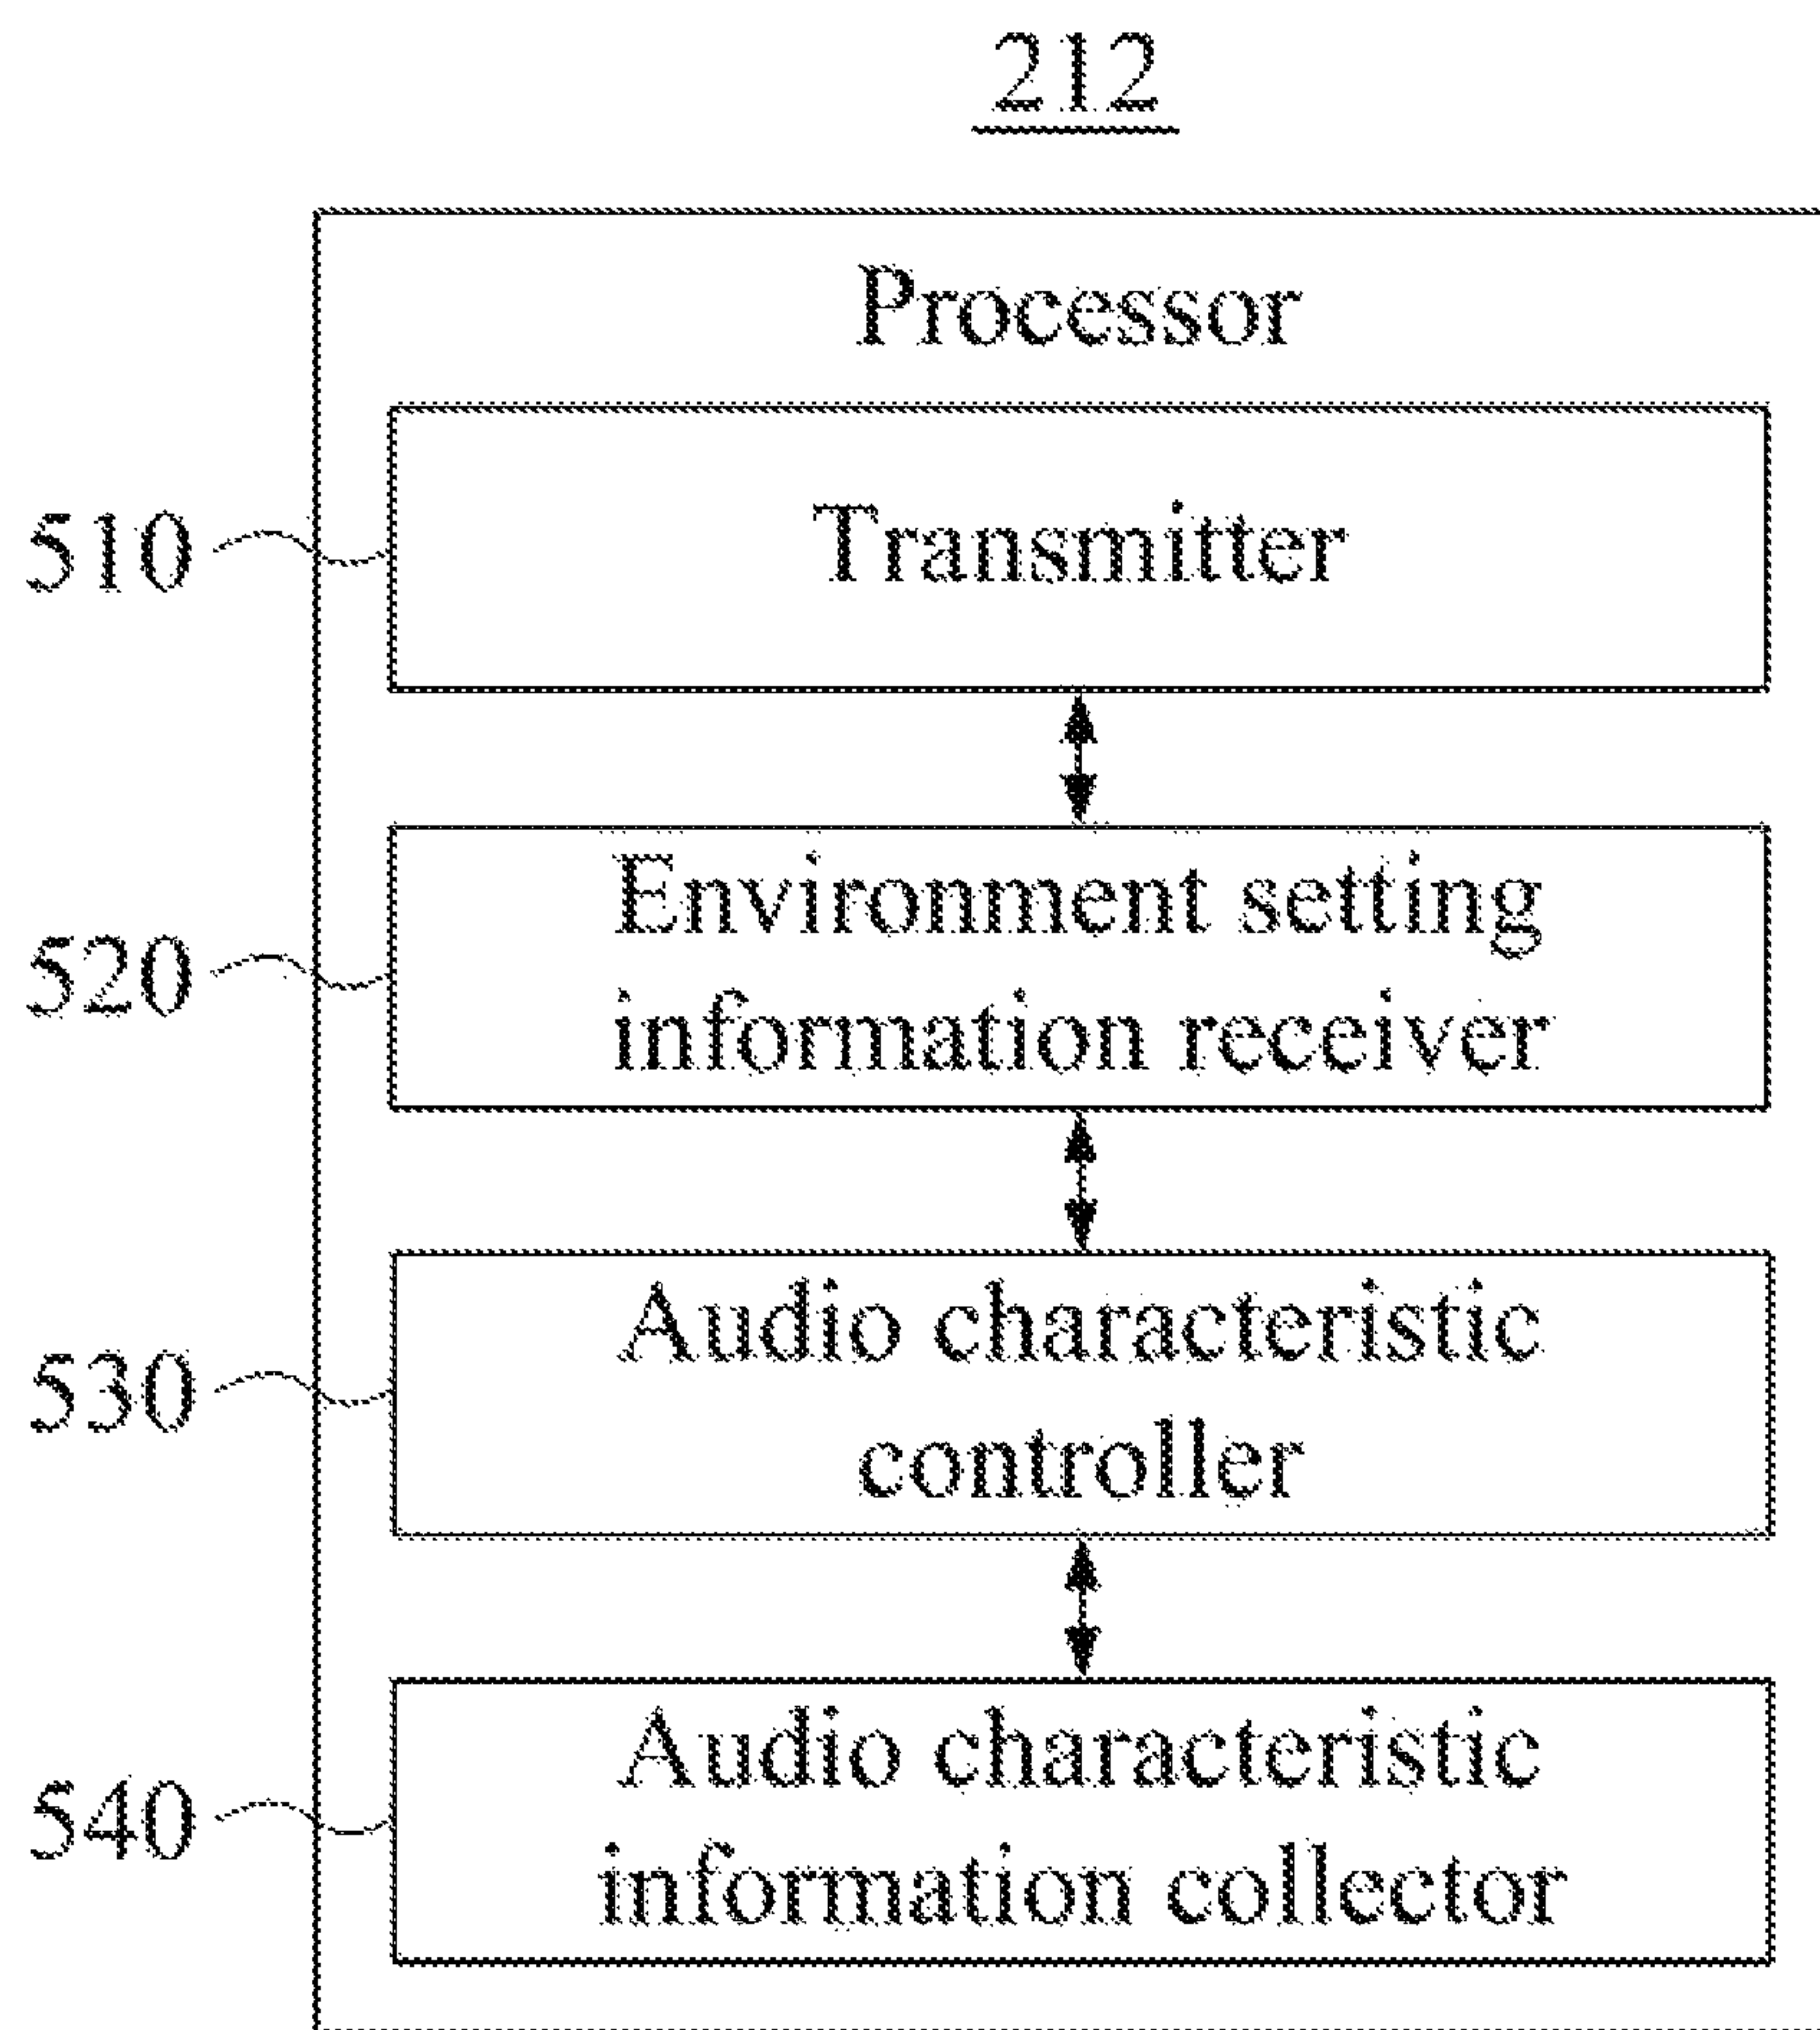 212
Processor
510
Transmitter
520
Environment setting
information receiver
530
Audio characteristic
controller
540
Audio characteristic
information collector